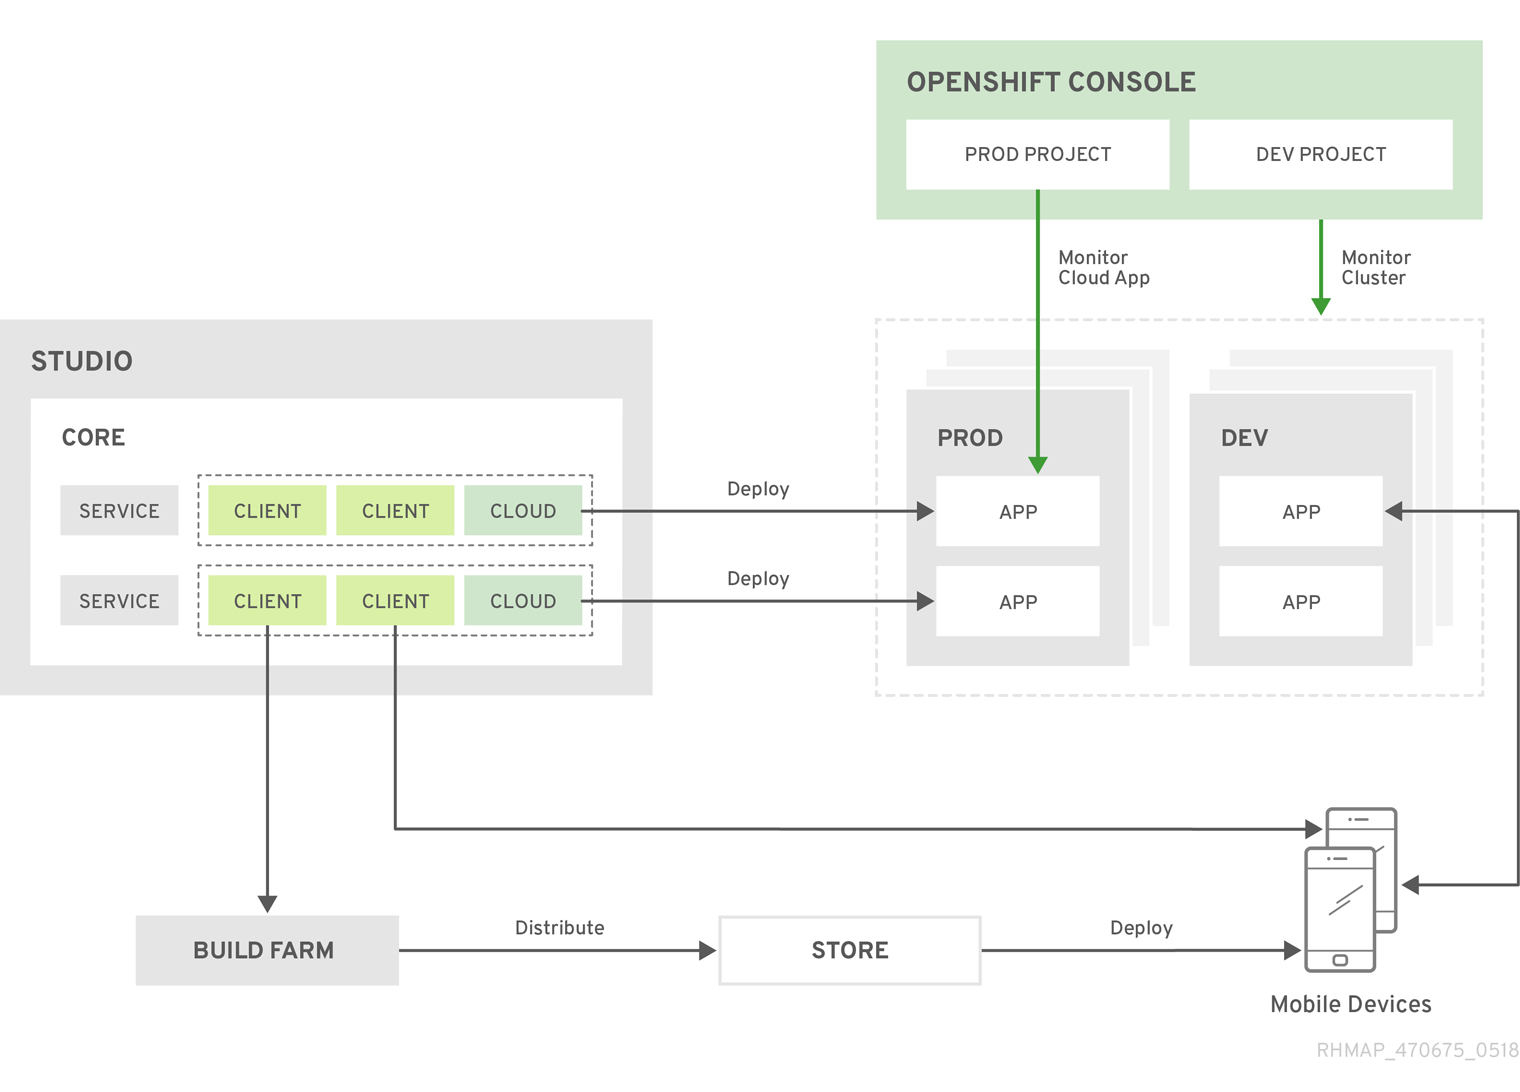 OPENSHIFT CONSOLE
PROD PROJECT
DEV PROJECT
Monitor
Cloud App
Monitor
Cluster
STUDIO
CORE
SERVICE
CLIENT
CLIENT
CLOUD
SERVICE
CLIENT
CLIENT
CLOUD
Deploy
Deploy
PROD
APP
APP
DEV
APP
APP
BUILD FARM
Distribute
STORE
Deploy
Mobile Devices
RHMAP_470675_0518